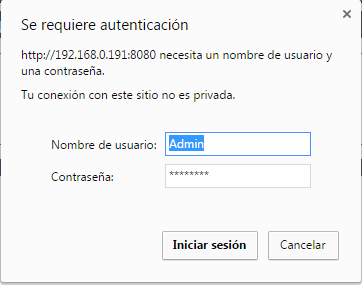 Se requiere autenticación
http://192.168.0.191:8080 necesita un nombre de usuario y
una contraseña.
Tu conexión con este sitio no es privada.
Nombre de usuario: Admin
Contraseña: ********
Iniciar sesión Cancelar